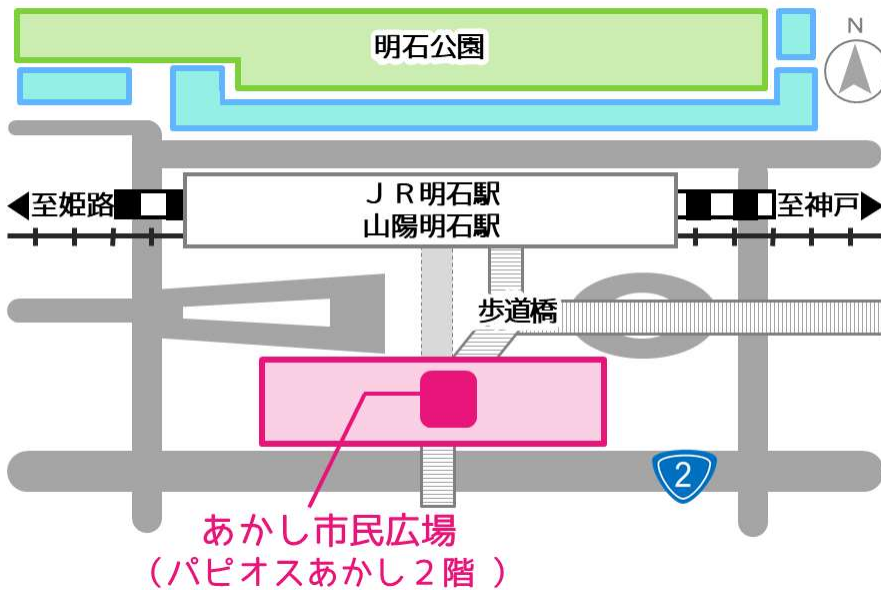 明石公園
N
JR明石駅
山陽明石駅
至姫路
至神戸
歩道橋
2
あかし市民広場
(パピオスあかし2階 )